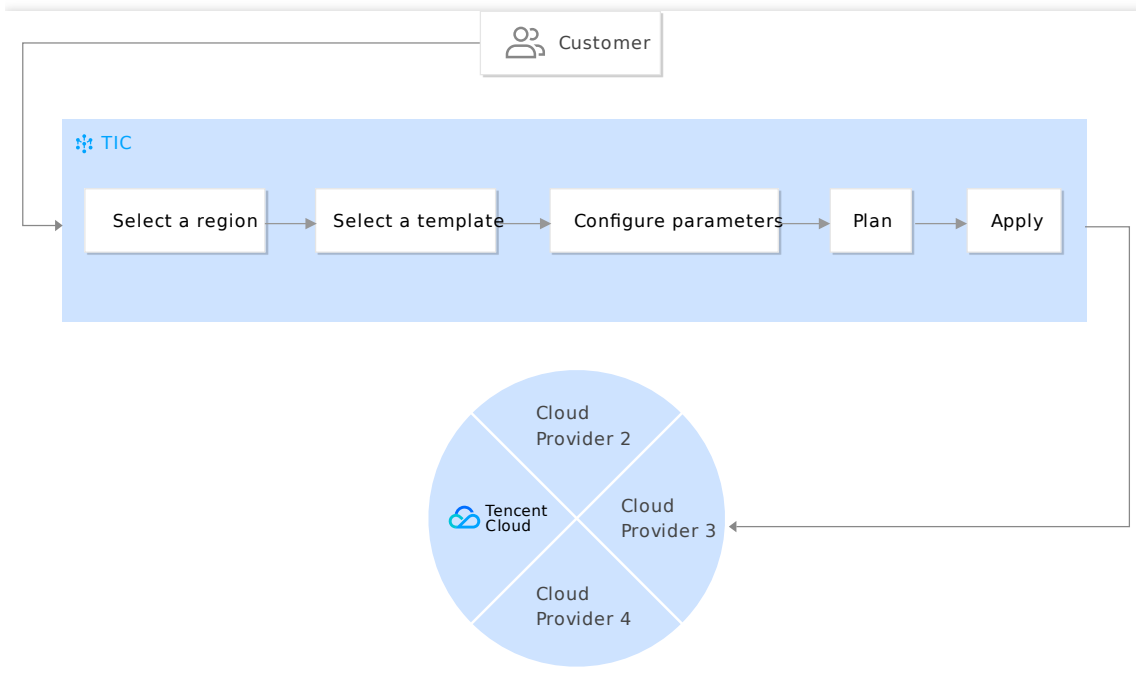 Customer
TIC
Select a region
Select a template
Configure parameters
Plan
Apply
Cloud
Provider 2
Tencent
Cloud
Cloud
Provider 3
Cloud
Provider 4